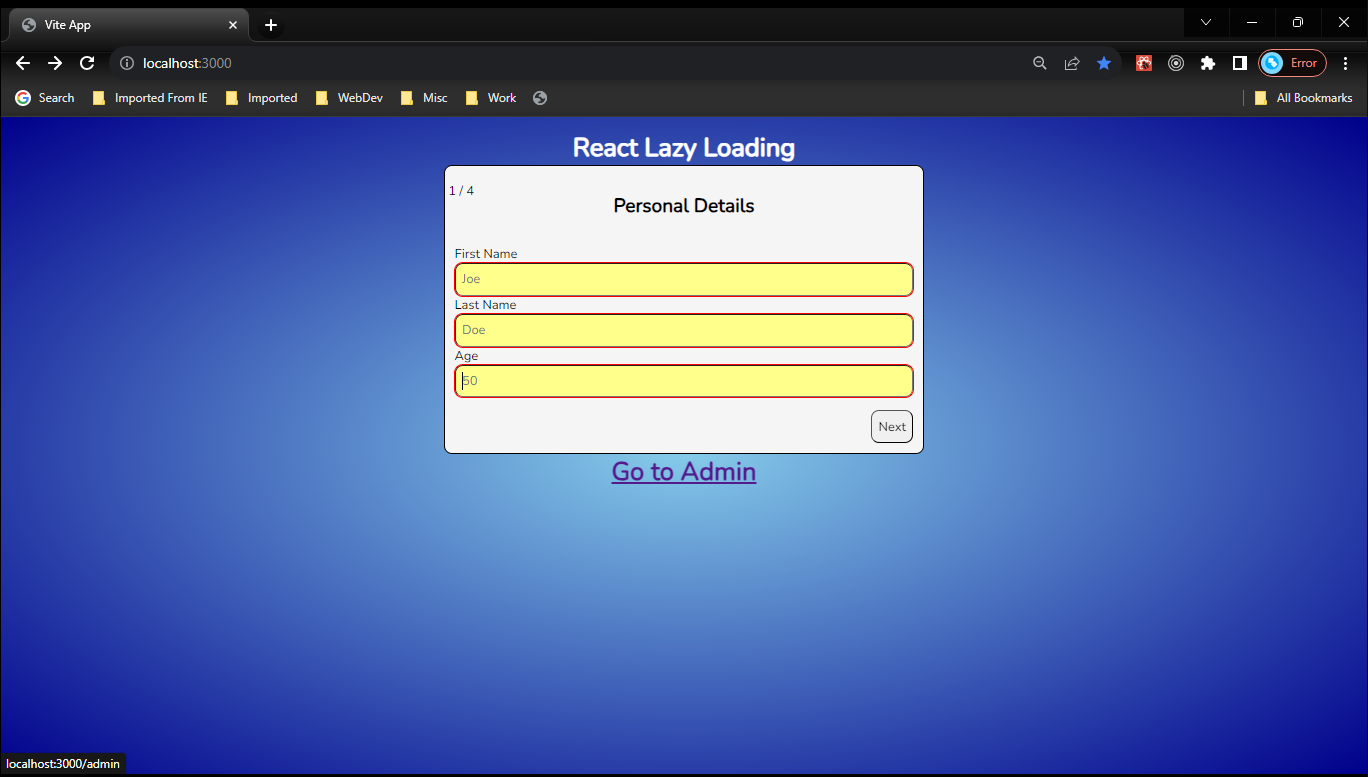 Vite App
localhost:3000
Error
Search Imported From IE Imported WebDev Misc Work All Bookmarks
React Lazy Loading
1 / 4
Personal Details
First Name
Joe
Last Name
Doe
Age
50
Next
Go to Admin
localhost:3000/admin